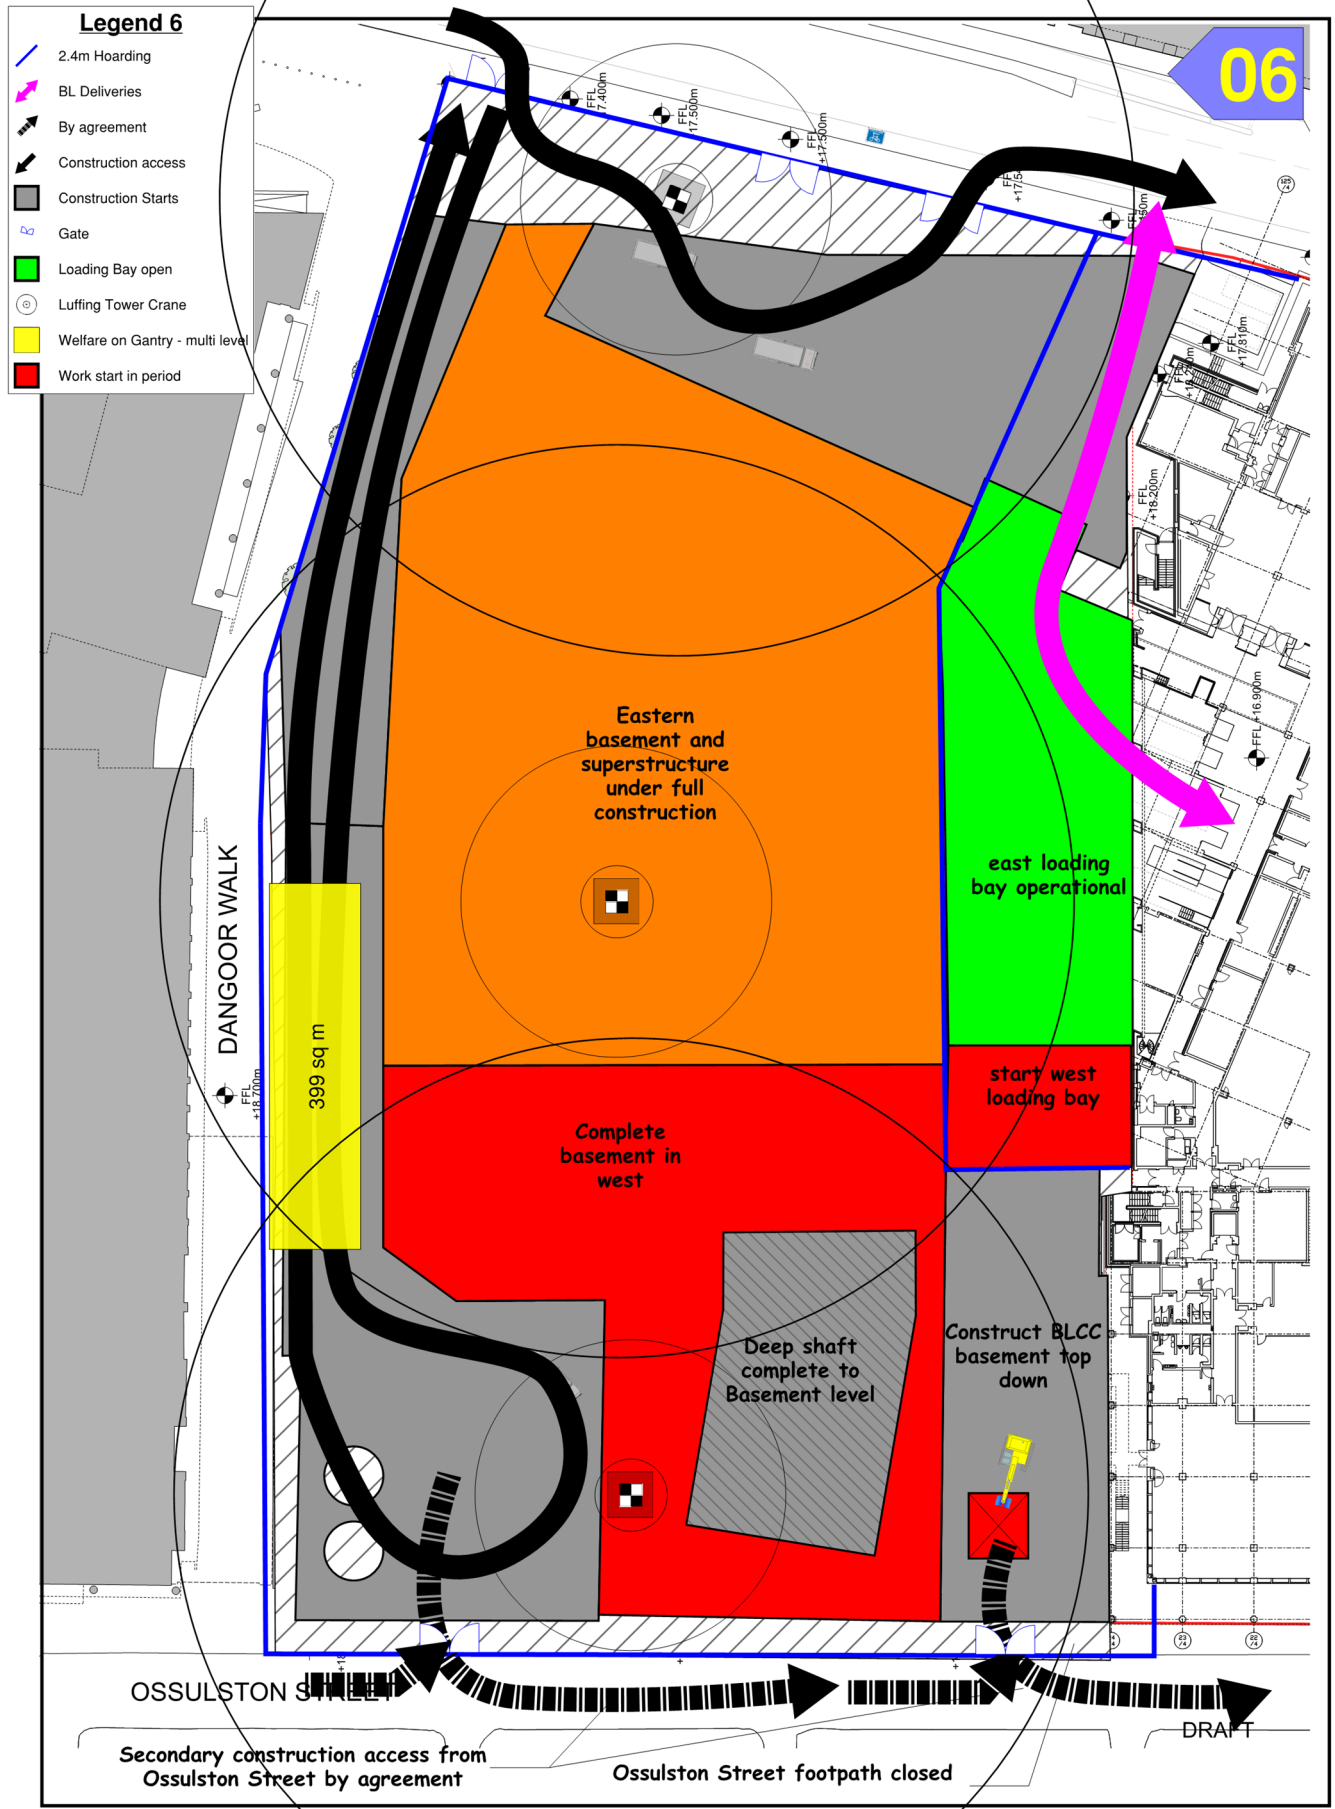 Legend 6
2.4m Hoarding
BL Deliveries
By agreement
Construction access
Construction Starts
Gate
Loading Bay open
Luffing Tower Crane
Welfare on Gantry - multi level
Work start in period
06
FFL
17.400m
FFL
17.500m
FFL
+17.500m
FFL
+17.810m
FFL
+18.200m
FFL +16.900m
Eastern
basement and
superstructure
under full
construction
east loading
bay operational
DANGOOR WALK
FFL
+18.700m
399 sq m
start west
loading bay
Complete
basement in
west
Deep shaft
complete to
Basement level
Construct BLCC
basement top
down
OSSULSTON STREET
DRAFT
Secondary construction access from
Ossulston Street by agreement
Ossulston Street footpath closed